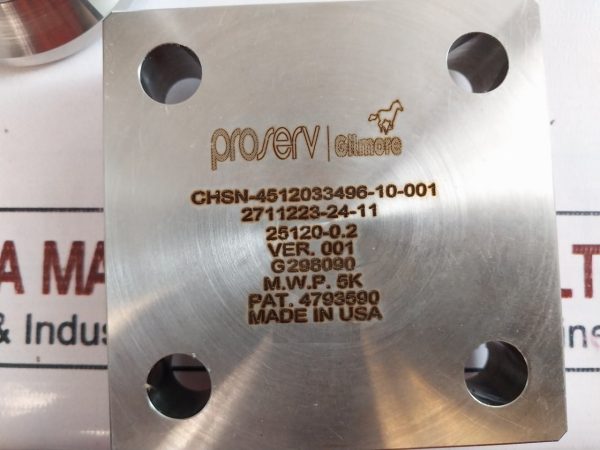 proserv | Gilmore
CHSN-4512033496-10-001
2711223-24-11
25120-0.2
VER. 001
G298090
M.W.P. 5K
PAT. 4793590
MADE IN USA
A MA
LT
& Indus